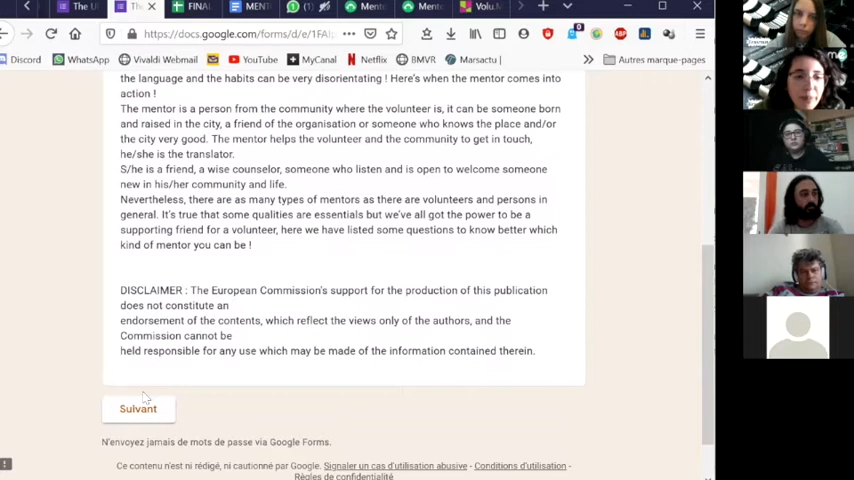 The UI
The
FINAL
MENT
(1)
Mento
Mento
Volu.M
https://docs.google.com/forms/d/e/1FAIp
Discord
WhatsApp
Vivaldi Webmail
YouTube
MyCanal
BMVR,
Marsactu |
Autres marque-pages
the language and the habits can be very disorientating ! Here's when the mentor comes into
action !
The mentor is a person from the community where the volunteer is, it can be someone born
and raised in the city, a friend of the organisation or someone who knows the place and/or
the city very good. The mentor helps the volunteer and the community to get in touch,
he/she is the translator.
S/he is a friend, a wise counselor, someone who listen and is open to welcome someone
new in his/her community and life.
Nevertheless, there are as many types of mentors as there are volunteers and persons in
general. It's true that some qualities are essentials but we've all got the power to be a
supporting friend for a volunteer, here we have listed some questions to know better which
kind of mentor you can be !
DISCLAIMER : The European Commission's support for the production of this publication
does not constitute an
endorsement of the contents, which reflect the views only of the authors, and the
Commission cannot be
held responsible for any use which may be made of the information contained therein.
Suivant
N'envoyez jamais de mots de passe via Google Forms.
Ce contenu n'est ni rédigé, ni cautionné par Google. Signaler un cas d'utilisation abusive - Conditions d'utilisation -
Règles de confidentialité